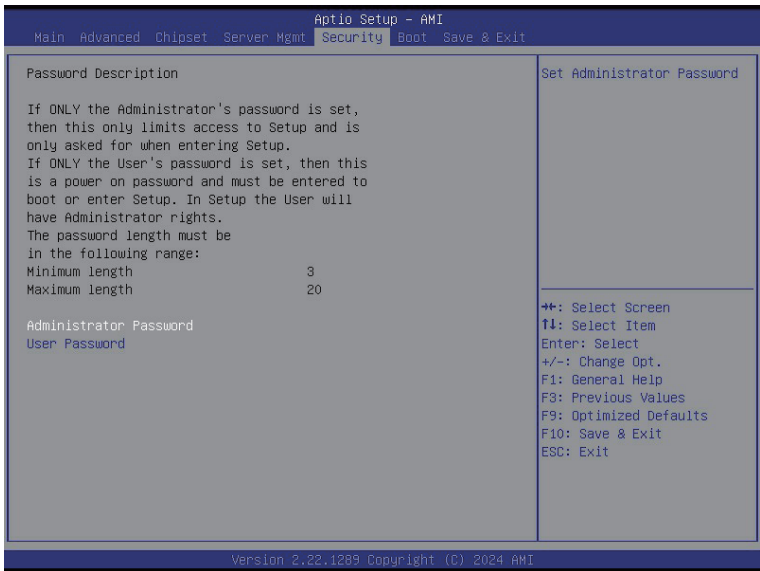 Aptio Setup – AMI
Main Advanced Chipset Server Mgmt Security Boot Save & Exit
Password Description
If ONLY the Administrator's password is set,
then this only limits access to Setup and is
only asked for when entering Setup.
If ONLY the User's password is set, then this
is a power on password and must be entered to
boot or enter Setup. In Setup the User will
have Administrator rights.
The password length must be
in the following range:
Minimum length 3
Maximum length 20
Administrator Password
User Password
Set Administrator Password
→←: Select Screen
↑↓: Select Item
Enter: Select
+/-: Change Opt.
F1: General Help
F3: Previous Values
F9: Optimized Defaults
F10: Save & Exit
ESC: Exit
Version 2.22.1289 Copyright (C) 2024 AMI